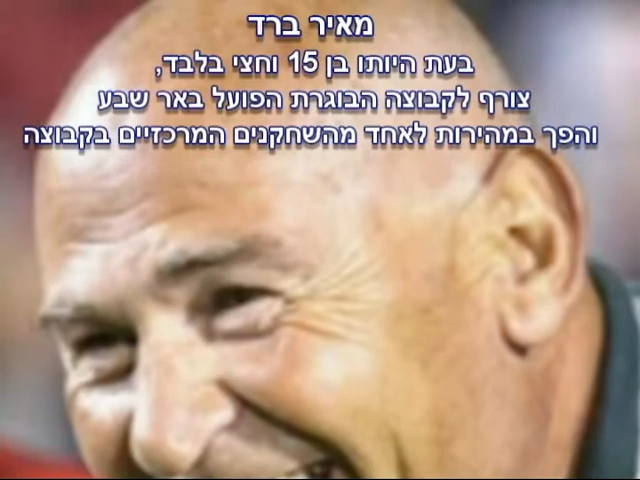 מאיר ברד
בעת היותו בן 15 וחצי בלבד,
צורף לקבוצה הבוגרת הפועל באר שבע
והפך במהירות לאחד מהשחקנים המרכזיים בקבוצה